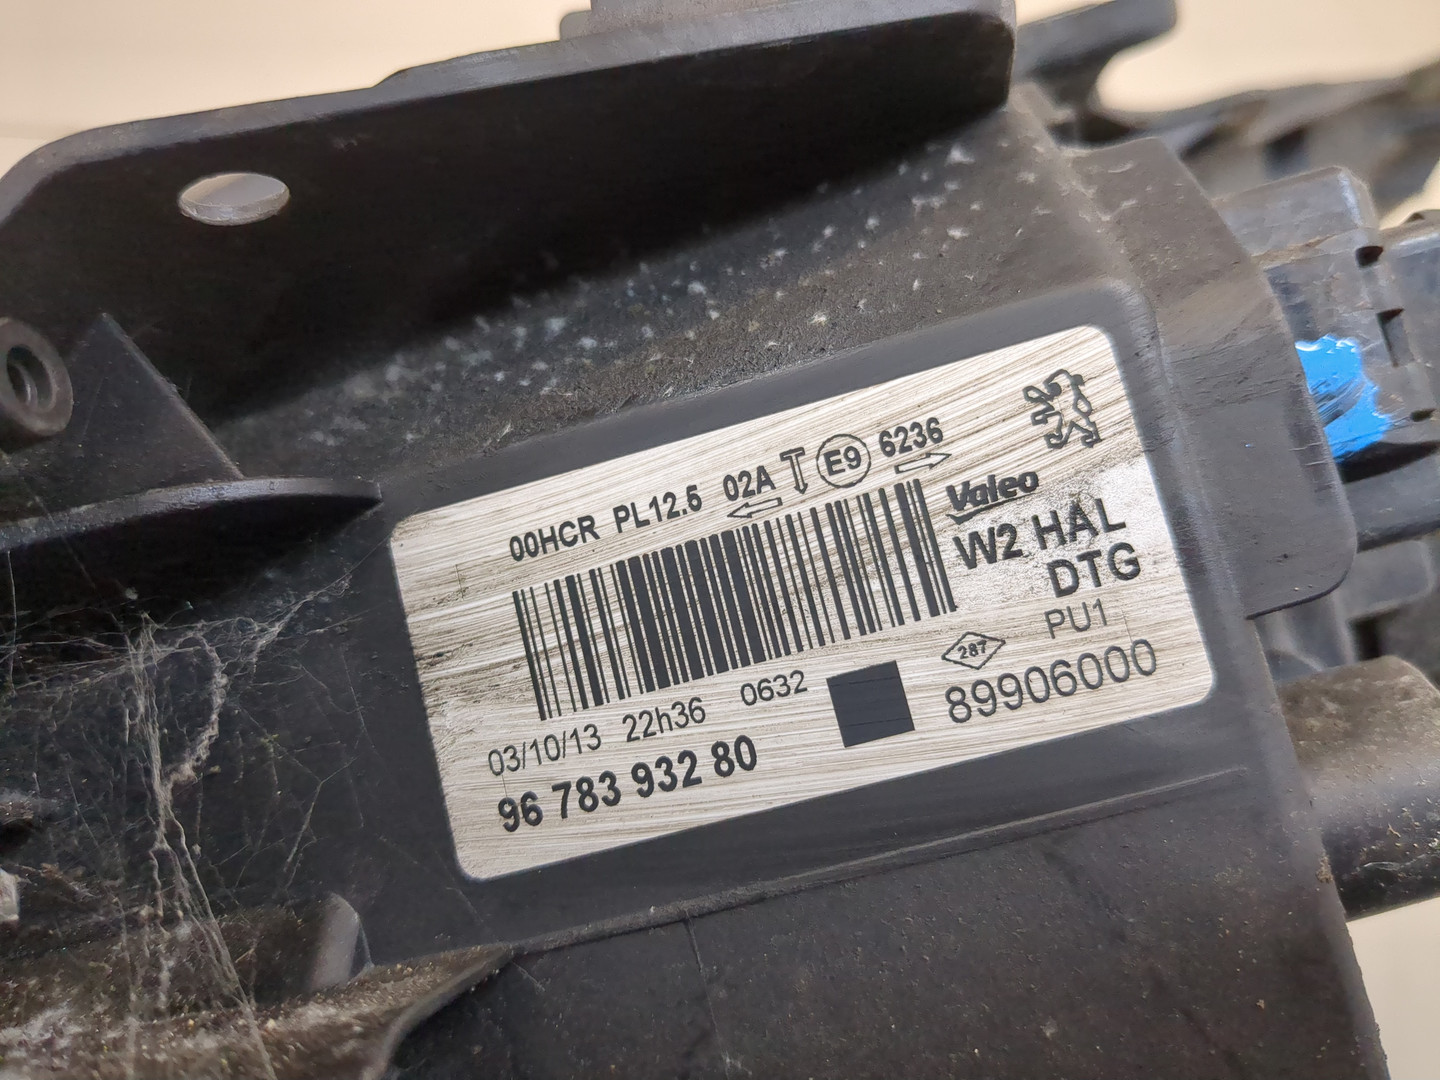 00HCR PL12.5 02A E9 6236
Valeo
W2 HAL
DTG
PU1
287
89906000
03/10/13 22h36 0632
96 783 932 80